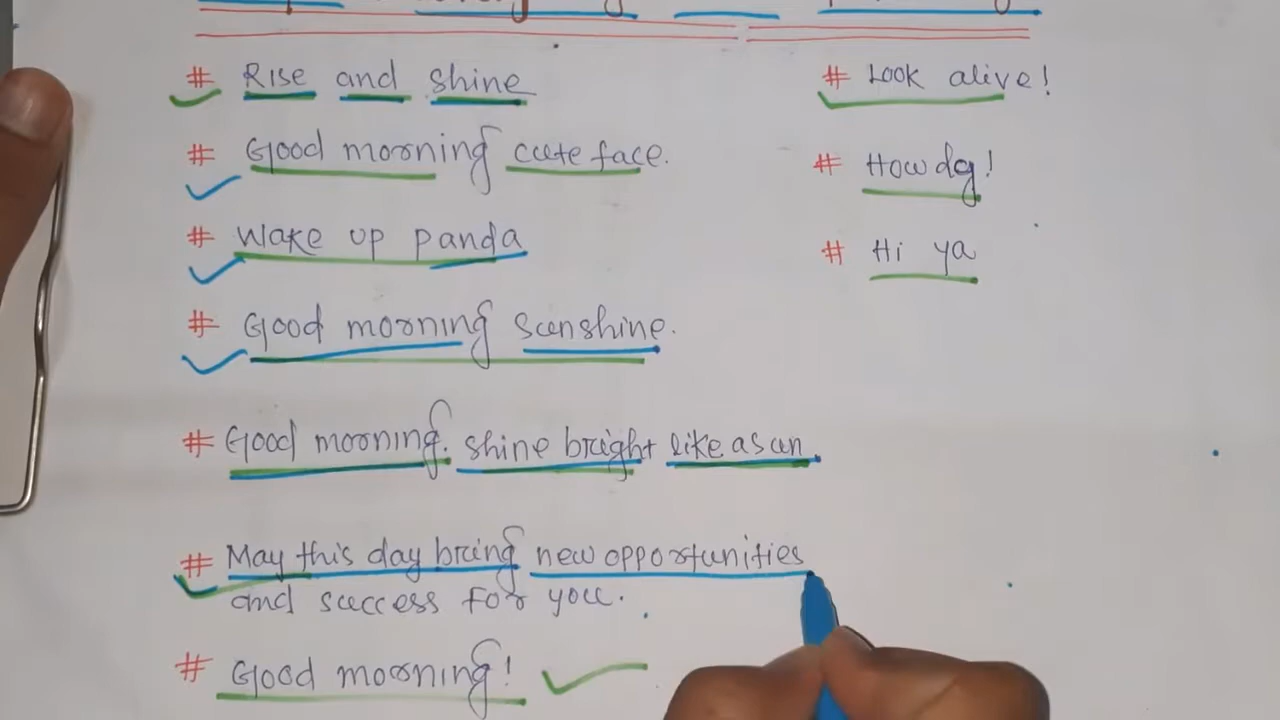 # Rise and shine
# Good morning cute face.
# Wake up panda
# Good morning sunshine.
# Good morning. shine bright like a sun.
# May this day bring new opportunities
and success for you.
# Good morning!
# Look alive!
# Howdy!
# Hi ya